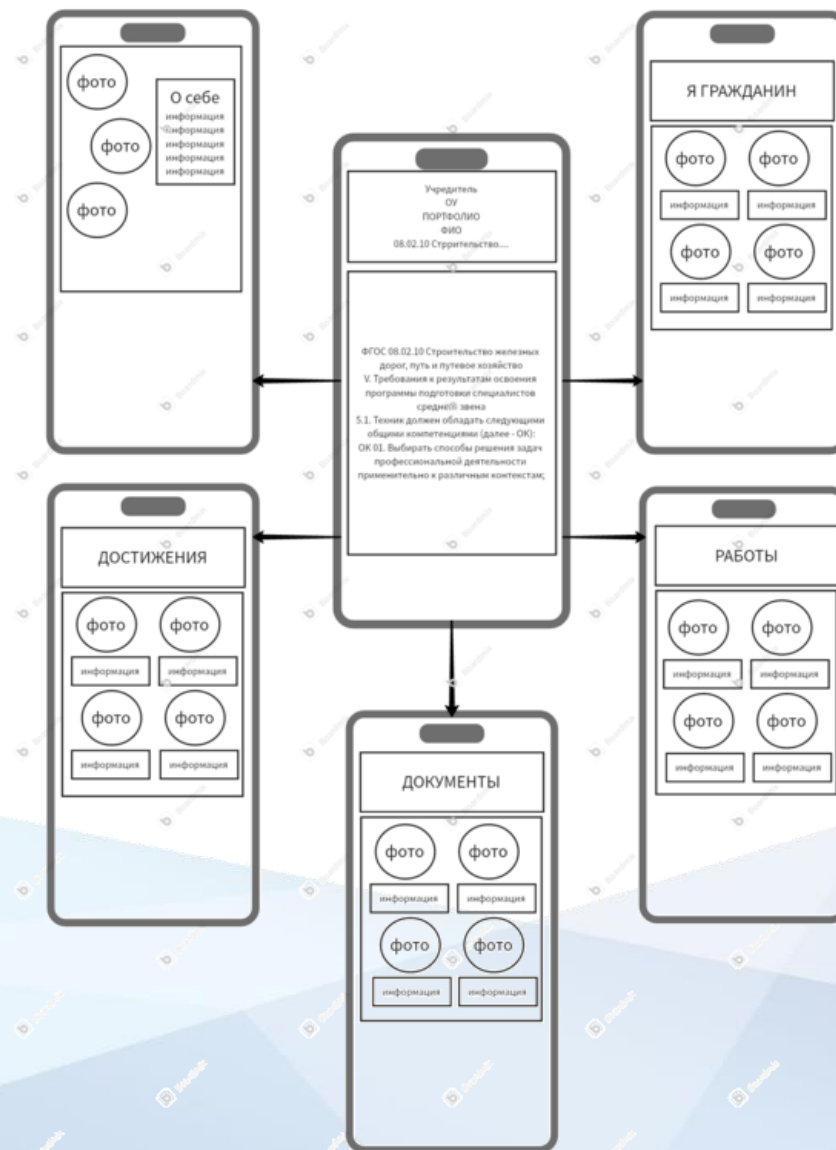 фото
фото
фото
О себе
информация
информация
информация
информация
информация
Учредитель
ОУ
ПОРТФОЛИО
ФИО
08.02.10 Стррительство....
ФГОС 08.02.10 Строительство железных
дорог, путь и путевое хозяйство
V. Требования к результатам освоения
программы подготовки специалистов
среднего звена
5.1. Техник должен обладать следующими
общими компетенциями (далее - ОК):
ОК 01. Выбирать способы решения задач
профессиональной деятельности
применительно к различным контекстам;
Я ГРАЖДАНИН
фото фото
информация информация
фото фото
информация информация
ДОСТИЖЕНИЯ
фото фото
информация информация
фото фото
информация информация
РАБОТЫ
фото фото
информация информация
фото фото
информация информация
ДОКУМЕНТЫ
фото фото
информация информация
фото фото
информация информация